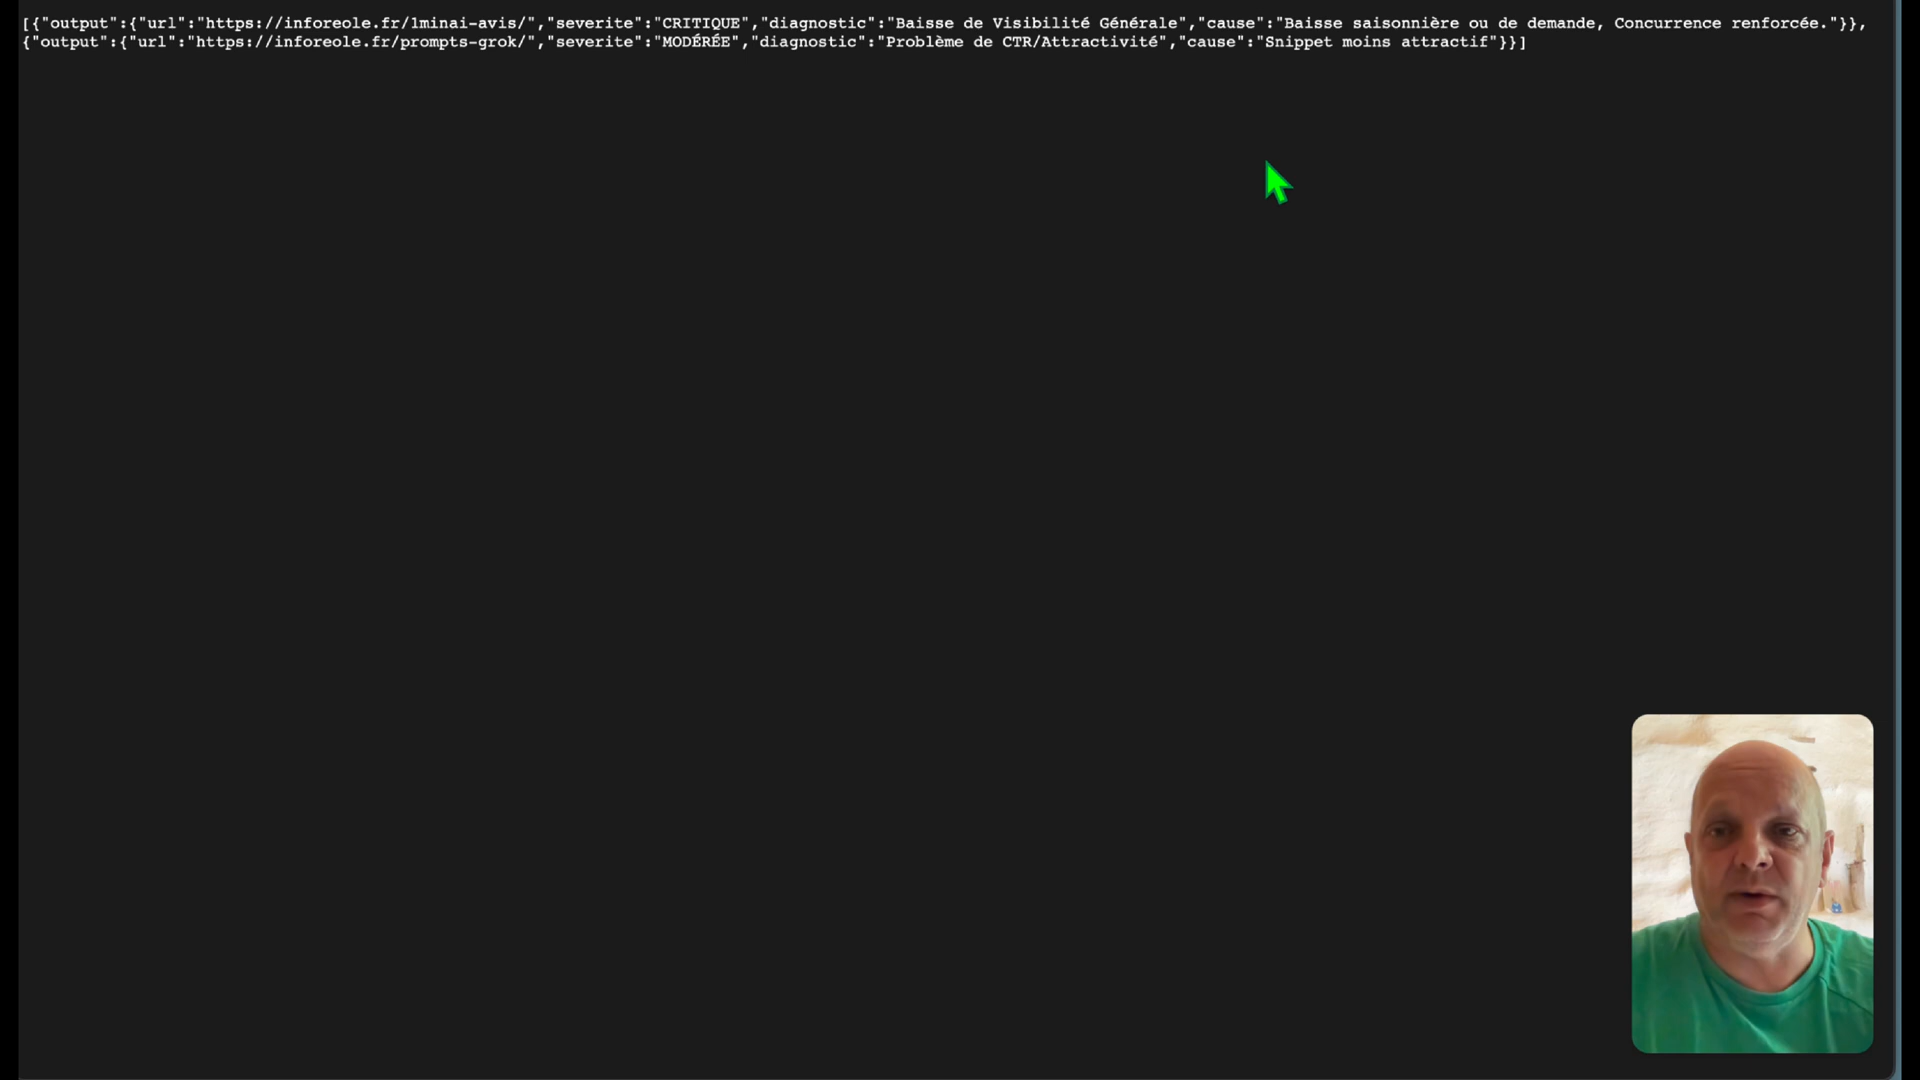 [{"output":{"url":"https://inforeole.fr/1minai-avis/","severite":"CRITIQUE","diagnostic":"Baisse de Visibilité Générale","cause":"Baisse saisonnière ou de demande, Concurrence renforcée."}},
{"output":{"url":"https://inforeole.fr/prompts-grok/","severite":"MODÉRÉE","diagnostic":"Problème de CTR/Attractivité","cause":"Snippet moins attractif"}}]